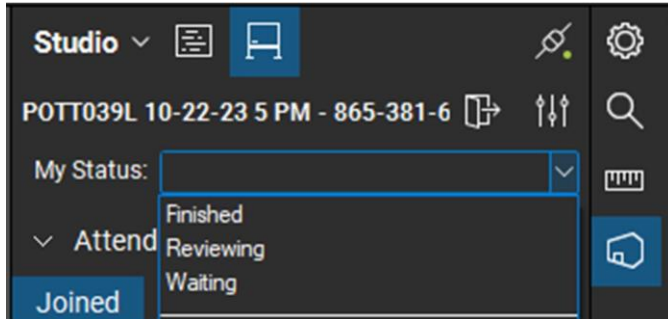 Studio
POTT039L 10-22-23 5 PM - 865-381-6
My Status:
Finished
Attend
Reviewing
Waiting
Joined